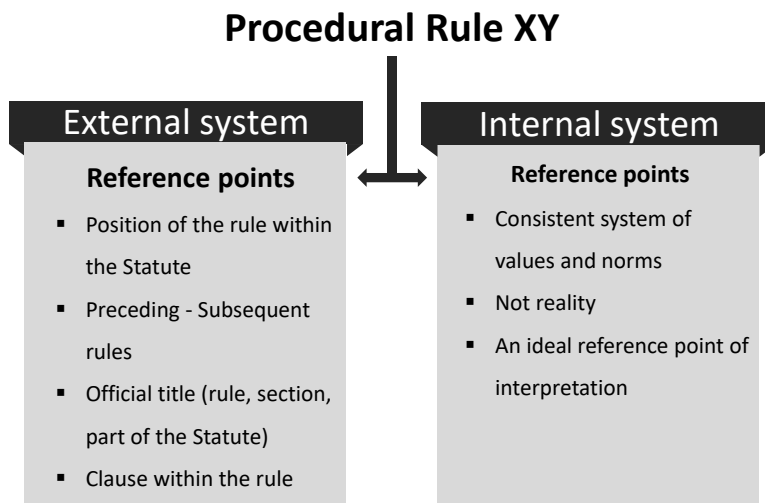 Procedural Rule XY
External system
Reference points
▪ Position of the rule within
the Statute
▪ Preceding - Subsequent
rules
▪ Official title (rule, section,
part of the Statute)
▪ Clause within the rule
Internal system
Reference points
▪ Consistent system of
values and norms
▪ Not reality
▪ An ideal reference point of
interpretation